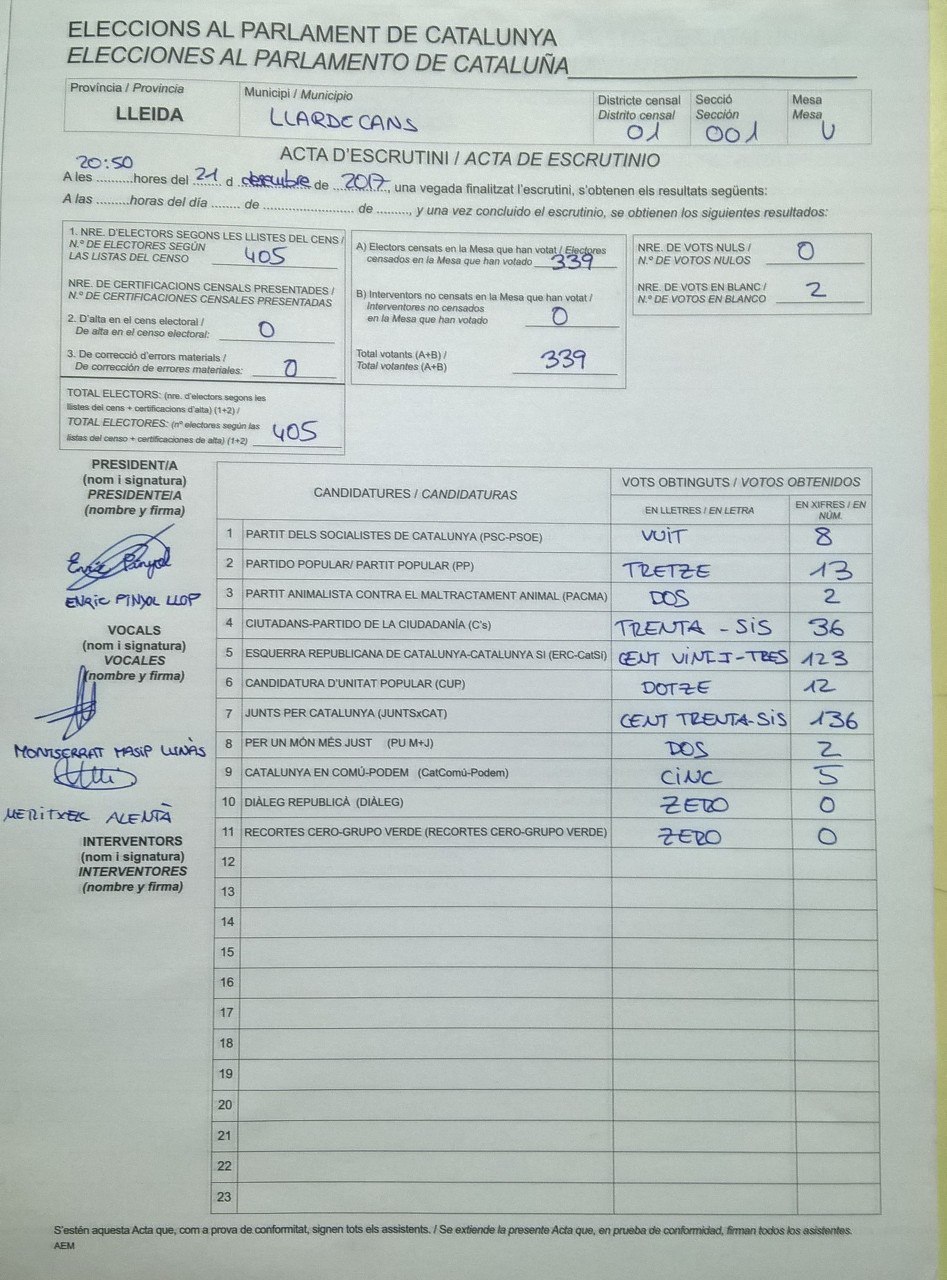 ELECCIONS AL PARLAMENT DE CATALUNYA
ELECCIONES AL PARLAMENTO DE CATALUÑA
Província / Provincia
LLEIDA
Municipi / Municipio
LLARDECANS
Districte censal
Distrito censal
01
Secció
Sección
001
Mesa
Mesa
U
ACTA D'ESCRUTINI / ACTA DE ESCRUTINIO
A les 20:50 hores del 21 d desembre de 2017, una vegada finalitzat l'escrutini, s'obtenen els resultats següents:
A las .........horas del día ........ de ........................... de ........., y una vez concluido el escrutinio, se obtienen los siguientes resultados:
1. NRE. D'ELECTORS SEGONS LES LLISTES DEL CENS /
N.º DE ELECTORES SEGÚN
LAS LISTAS DEL CENSO 405
NRE. DE CERTIFICACIONS CENSALS PRESENTADES /
N.º DE CERTIFICACIONES CENSALES PRESENTADAS
2. D'alta en el cens electoral /
De alta en el censo electoral: 0
3. De correcció d'errors materials /
De corrección de errores materiales: 0
TOTAL ELECTORS: (nre. d'electors segons les
llistes del cens + certificacions d'alta) (1+2) /
TOTAL ELECTORES: (nº electores según las
listas del censo + certificaciones de alta) (1+2) 405
A) Electors censats en la Mesa que han votat / Electores
censados en la Mesa que han votado 339
B) Interventors no censats en la Mesa que han votat /
Interventores no censados
en la Mesa que han votado 0
Total votants (A+B) /
Total votantes (A+B) 339
NRE. DE VOTS NULS /
N.º DE VOTOS NULOS 0
NRE. DE VOTS EN BLANC /
N.º DE VOTOS EN BLANCO 2
PRESIDENT/A
(nom i signatura)
PRESIDENTE/A
(nombre y firma)
Enric Pinyol
ENRIC PINYOL LLOP
VOCALS
(nom i signatura)
VOCALES
(nombre y firma)
MONTSERRAT MASIP
ALENTÀ
INTERVENTORS
(nom i signatura)
INTERVENTORES
(nombre y firma)
CANDIDATURES / CANDIDATURAS
VOTS OBTINGUTS / VOTOS OBTENIDOS
EN LLETRES / EN LETRA
EN XIFRES / EN NÚM.
1 PARTIT DELS SOCIALISTES DE CATALUNYA (PSC-PSOE) VUIT 8
2 PARTIDO POPULAR/ PARTIT POPULAR (PP) TRETZE 13
3 PARTIT ANIMALISTA CONTRA EL MALTRACTAMENT ANIMAL (PACMA) DOS 2
4 CIUTADANS-PARTIDO DE LA CIUDADANÍA (C's) TRENTA - SIS 36
5 ESQUERRA REPUBLICANA DE CATALUNYA-CATALUNYA SI (ERC-CatSí) CENT VINT-I-TRES 123
6 CANDIDATURA D'UNITAT POPULAR (CUP) DOTZE 12
7 JUNTS PER CATALUNYA (JUNTSxCAT) CENT TRENTA-SIS 136
8 PER UN MÓN MÉS JUST (PU M+J) DOS 2
9 CATALUNYA EN COMÚ-PODEM (CatComú-Podem) CINC 5
10 DIÀLEG REPUBLICÀ (DIÀLEG) ZERO 0
11 RECORTES CERO-GRUPO VERDE (RECORTES CERO-GRUPO VERDE) ZERO 0
12
13
14
15
16
17
18
19
20
21
22
23
S'estén aquesta Acta que, com a prova de conformitat, signen tots els assistents. / Se extiende la presente Acta que, en prueba de conformidad, firman todos los asistentes.
AEM